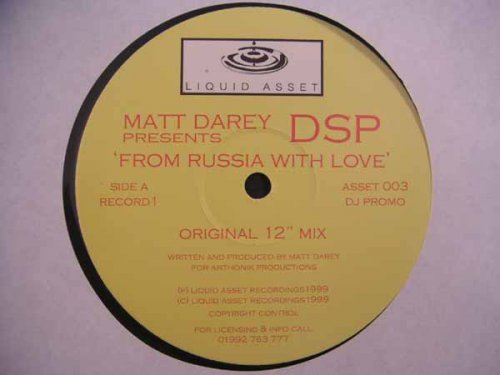 LIQUID ASSET
MATT DAREY
PRESENTS
DSP
'FROM RUSSIA WITH LOVE'
SIDE A
RECORD 1
ASSET 003
DJ PROMO
ORIGINAL 12" MIX
WRITTEN AND PRODUCED BY MATT DAREY
FOR ARTHONIK PRODUCTIONS
(P) LIQUID ASSET RECORDINGS 1999
(C) LIQUID ASSET RECORDINGS 1999
COPYRIGHT CONTROL
FOR LICENSING & INFO CALL
01992 763 777